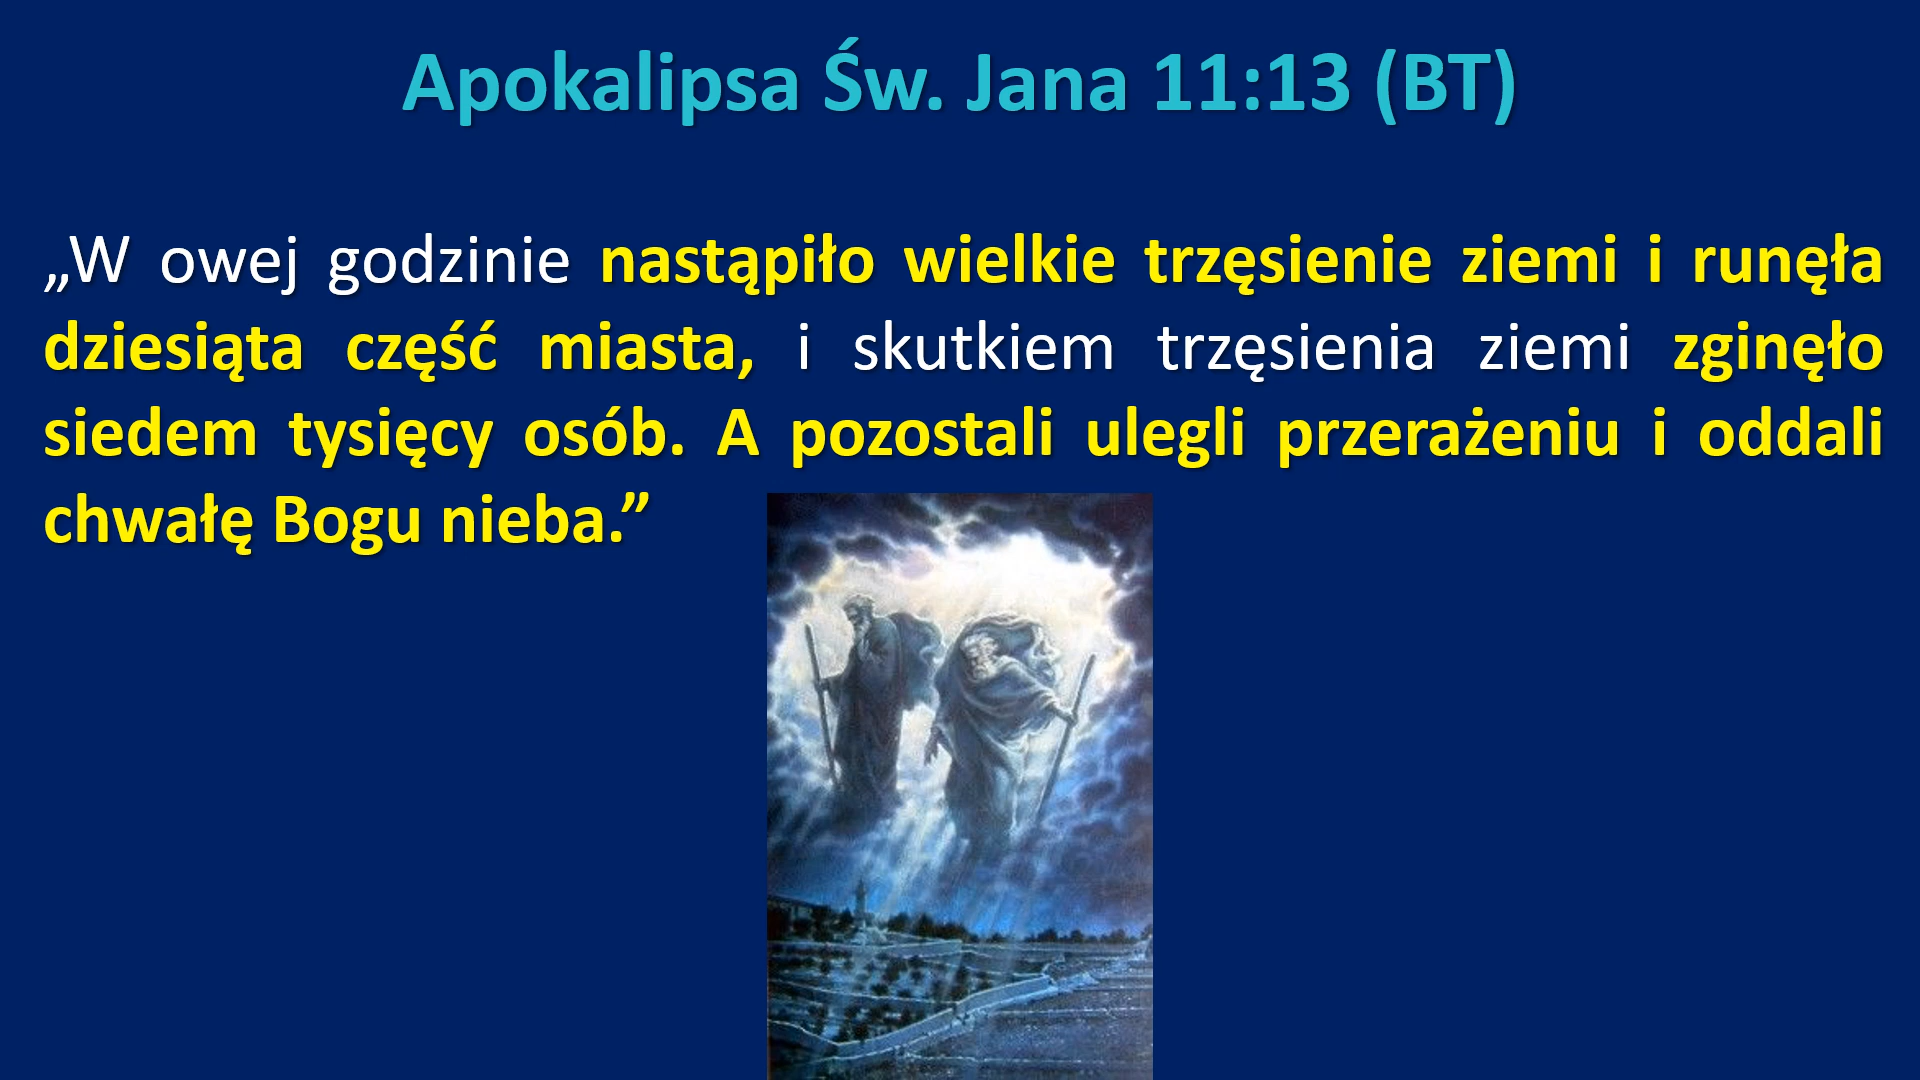 Apokalipsa Św. Jana 11:13 (BT)
„W owej godzinie nastąpiło wielkie trzęsienie ziemi i runęła
dziesiąta część miasta, i skutkiem trzęsienia ziemi zginęło
siedem tysięcy osób. A pozostali ulegli przerażeniu i oddali
chwałę Bogu nieba.”